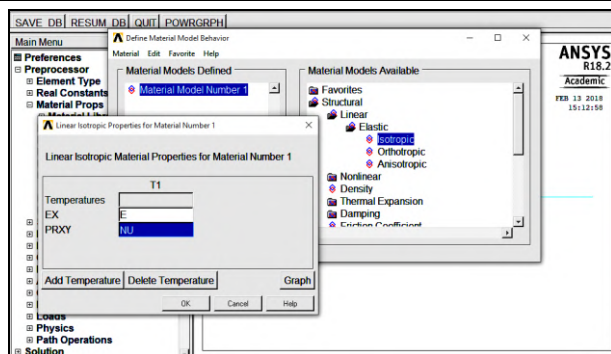 SAVE_DB RESUM_DB QUIT POWRGRPH
Main Menu
Preferences
Preprocessor
Element Type
Real Constants
Material Props
Define Material Model Behavior
Material Edit Favorite Help
Material Models Defined
Material Model Number 1
Material Models Available
Favorites
Structural
Linear
Elastic
Isotropic
Orthotropic
Anisotropic
Nonlinear
Density
Thermal Expansion
Damping
Friction Coefficient
ANSYS
R18.2
Academic
FEB 13 2018
15:12:58
Linear Isotropic Properties for Material Number 1
Linear Isotropic Material Properties for Material Number 1
T1
Temperatures
EX E
PRXY NU
Add Temperature Delete Temperature Graph
OK Cancel Help
Loads
Physics
Path Operations
Solution